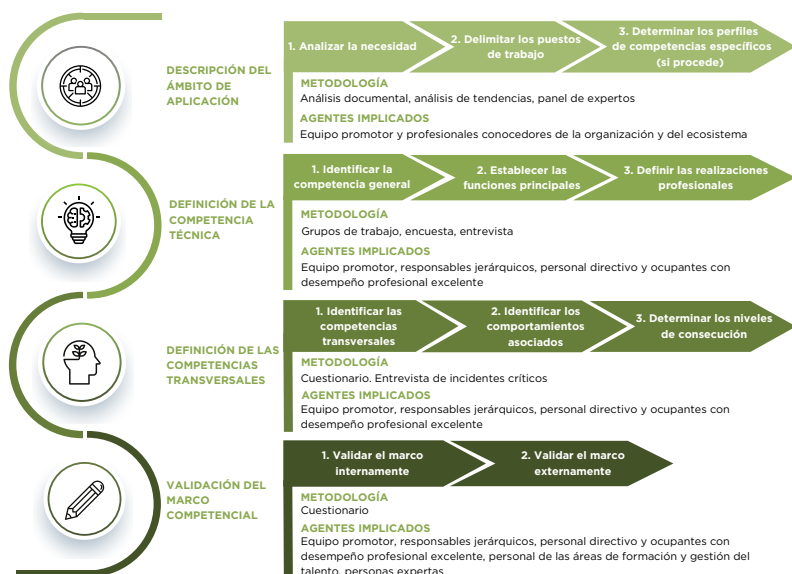 DESCRIPCIÓN DEL
ÁMBITO DE
APLICACIÓN
1. Analizar la necesidad
2. Delimitar los puestos
de trabajo
3. Determinar los perfiles
de competencias específicos
(si procede)
METODOLOGÍA
Análisis documental, análisis de tendencias, panel de expertos
AGENTES IMPLICADOS
Equipo promotor y profesionales conocedores de la organización y del ecosistema
DEFINICIÓN DE LA
COMPETENCIA
TÉCNICA
1. Identificar la
competencia general
2. Establecer las
funciones principales
3. Definir las realizaciones
profesionales
METODOLOGÍA
Grupos de trabajo, encuesta, entrevista
AGENTES IMPLICADOS
Equipo promotor, responsables jerárquicos, personal directivo y ocupantes con
desempeño profesional excelente
DEFINICIÓN DE LAS
COMPETENCIAS
TRANSVERSALES
1. Identificar las
competencias
transversales
2. Identificar los
comportamientos
asociados
3. Determinar los niveles
de consecución
METODOLOGÍA
Cuestionario. Entrevista de incidentes críticos
AGENTES IMPLICADOS
Equipo promotor, responsables jerárquicos, personal directivo y ocupantes con
desempeño profesional excelente
VALIDACIÓN DEL
MARCO
COMPETENCIAL
1. Validar el marco
internamente
2. Validar el marco
externamente
METODOLOGÍA
Cuestionario
AGENTES IMPLICADOS
Equipo promotor, responsables jerárquicos, personal directivo y ocupantes con
desempeño profesional excelente, personal de las áreas de formación y gestión del
talento, personas expertas